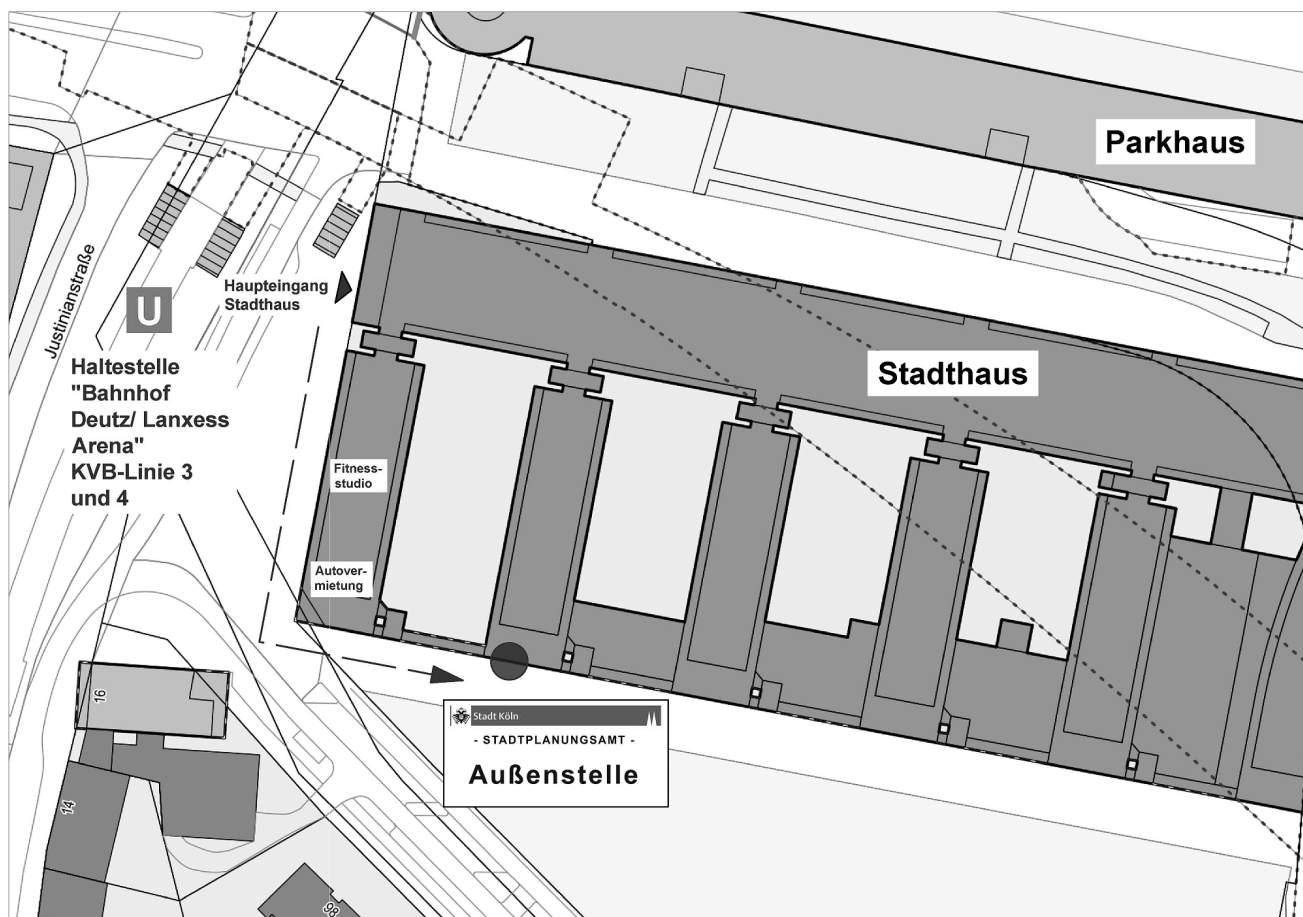 Parkhaus
Justinianstraße
Haupteingang
Stadthaus
U
Haltestelle
"Bahnhof
Deutz/ Lanxess
Arena"
KVB-Linie 3
und 4
Stadthaus
Fitness-
studio
Autover-
mietung
16
14
98
Stadt Köln
- STADTPLANUNGSAMT -
Außenstelle